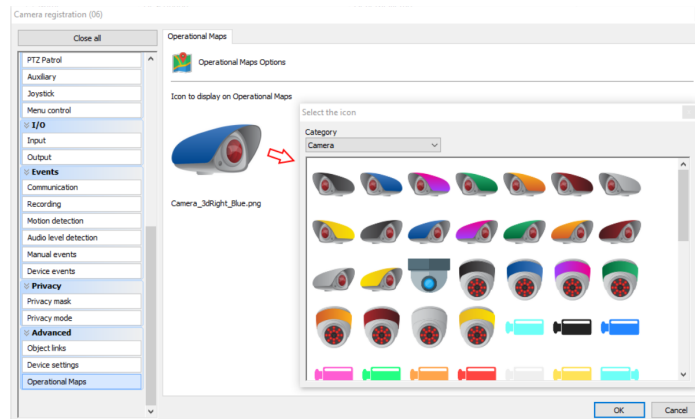 Camera registration (06)
Close all
PTZ Patrol
Auxiliary
Joystick
Menu control
I/O
Input
Output
Events
Communication
Recording
Motion detection
Audio level detection
Manual events
Device events
Privacy
Privacy mask
Privacy mode
Advanced
Object links
Device settings
Operational Maps
Operational Maps
Operational Maps Options
Icon to display on Operational Maps
Camera_3dRight_Blue.png
Select the icon
Category
Camera
OK
Cancel